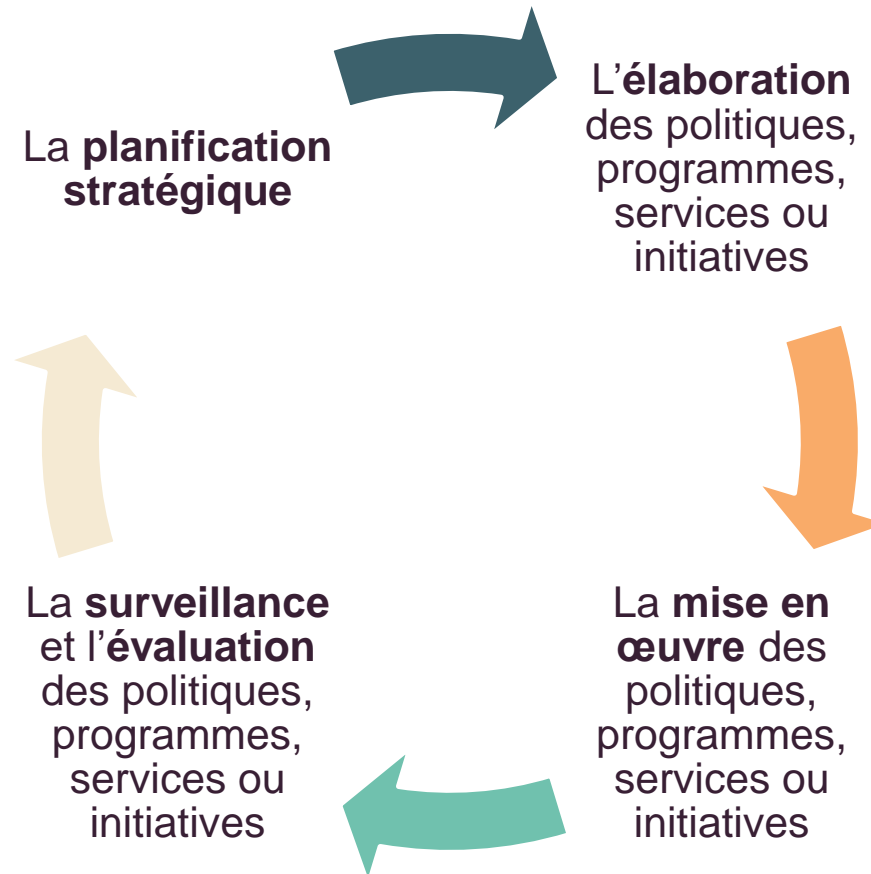 La planification
stratégique
L’élaboration
des politiques,
programmes,
services ou
initiatives
La mise en
œuvre des
politiques,
programmes,
services ou
initiatives
La surveillance
et l’évaluation
des politiques,
programmes,
services ou
initiatives